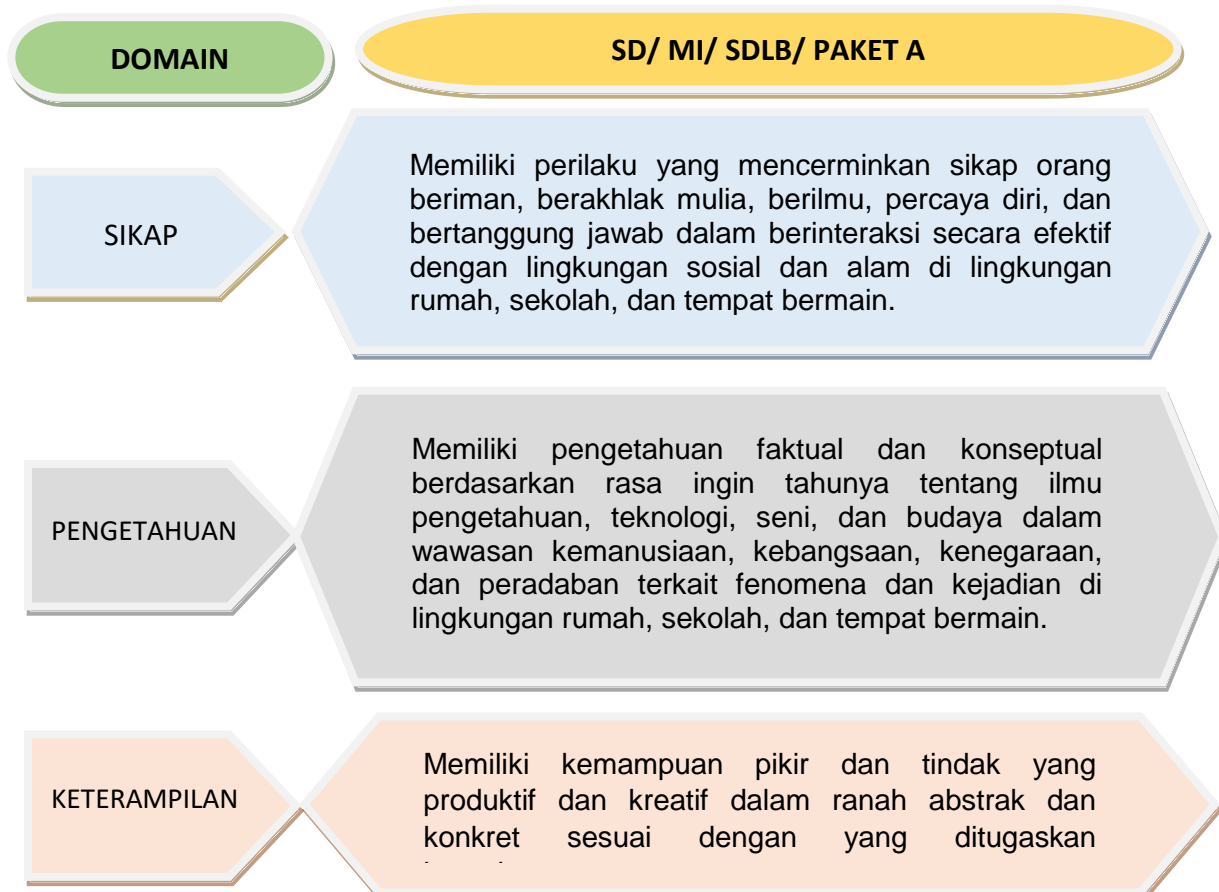 DOMAIN
SD/ MI/ SDLB/ PAKET A
SIKAP
Memiliki perilaku yang mencerminkan sikap orang
beriman, berakhlak mulia, berilmu, percaya diri, dan
bertanggung jawab dalam berinteraksi secara efektif
dengan lingkungan sosial dan alam di lingkungan
rumah, sekolah, dan tempat bermain.
PENGETAHUAN
Memiliki pengetahuan faktual dan konseptual
berdasarkan rasa ingin tahunya tentang ilmu
pengetahuan, teknologi, seni, dan budaya dalam
wawasan kemanusiaan, kebangsaan, kenegaraan,
dan peradaban terkait fenomena dan kejadian di
lingkungan rumah, sekolah, dan tempat bermain.
KETERAMPILAN
Memiliki kemampuan pikir dan tindak yang
produktif dan kreatif dalam ranah abstrak dan
konkret sesuai dengan yang ditugaskan